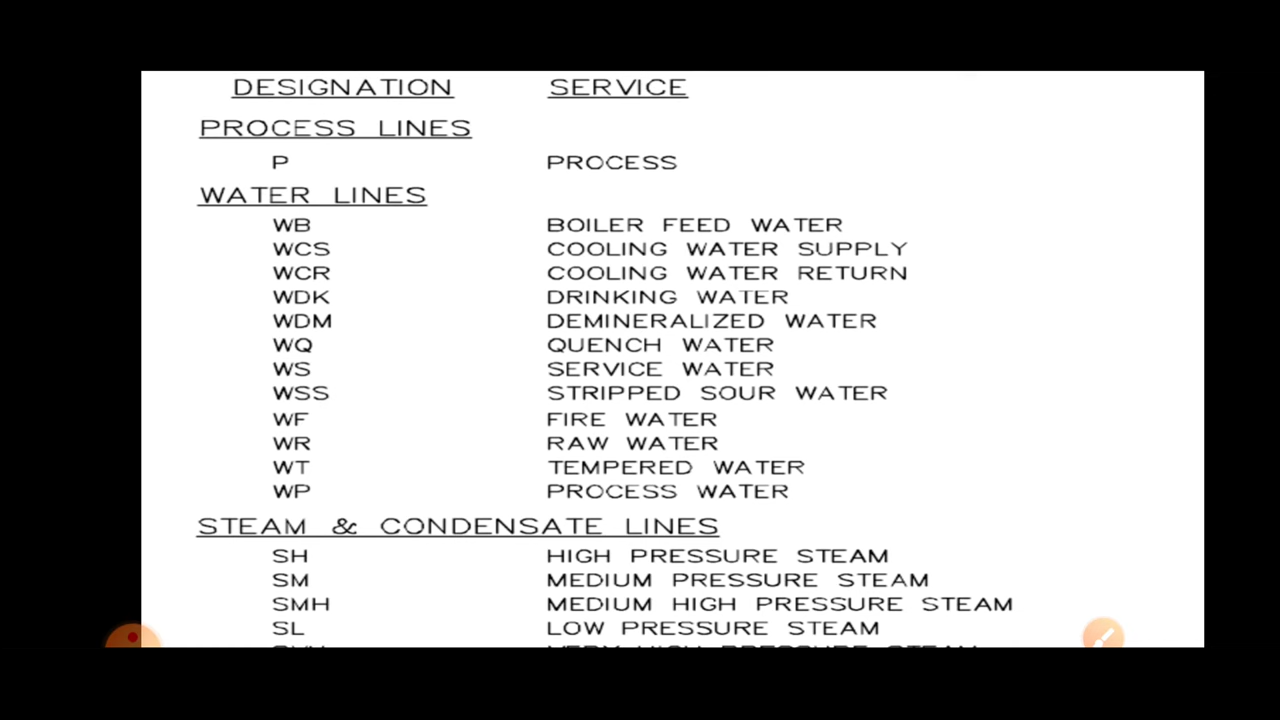 DESIGNATION SERVICE
PROCESS LINES
P PROCESS
WATER LINES
WB BOILER FEED WATER
WCS COOLING WATER SUPPLY
WCR COOLING WATER RETURN
WDK DRINKING WATER
WDM DEMINERALIZED WATER
WQ QUENCH WATER
WS SERVICE WATER
WSS STRIPPED SOUR WATER
WF FIRE WATER
WR RAW WATER
WT TEMPERED WATER
WP PROCESS WATER
STEAM & CONDENSATE LINES
SH HIGH PRESSURE STEAM
SM MEDIUM PRESSURE STEAM
SMH MEDIUM HIGH PRESSURE STEAM
SL LOW PRESSURE STEAM